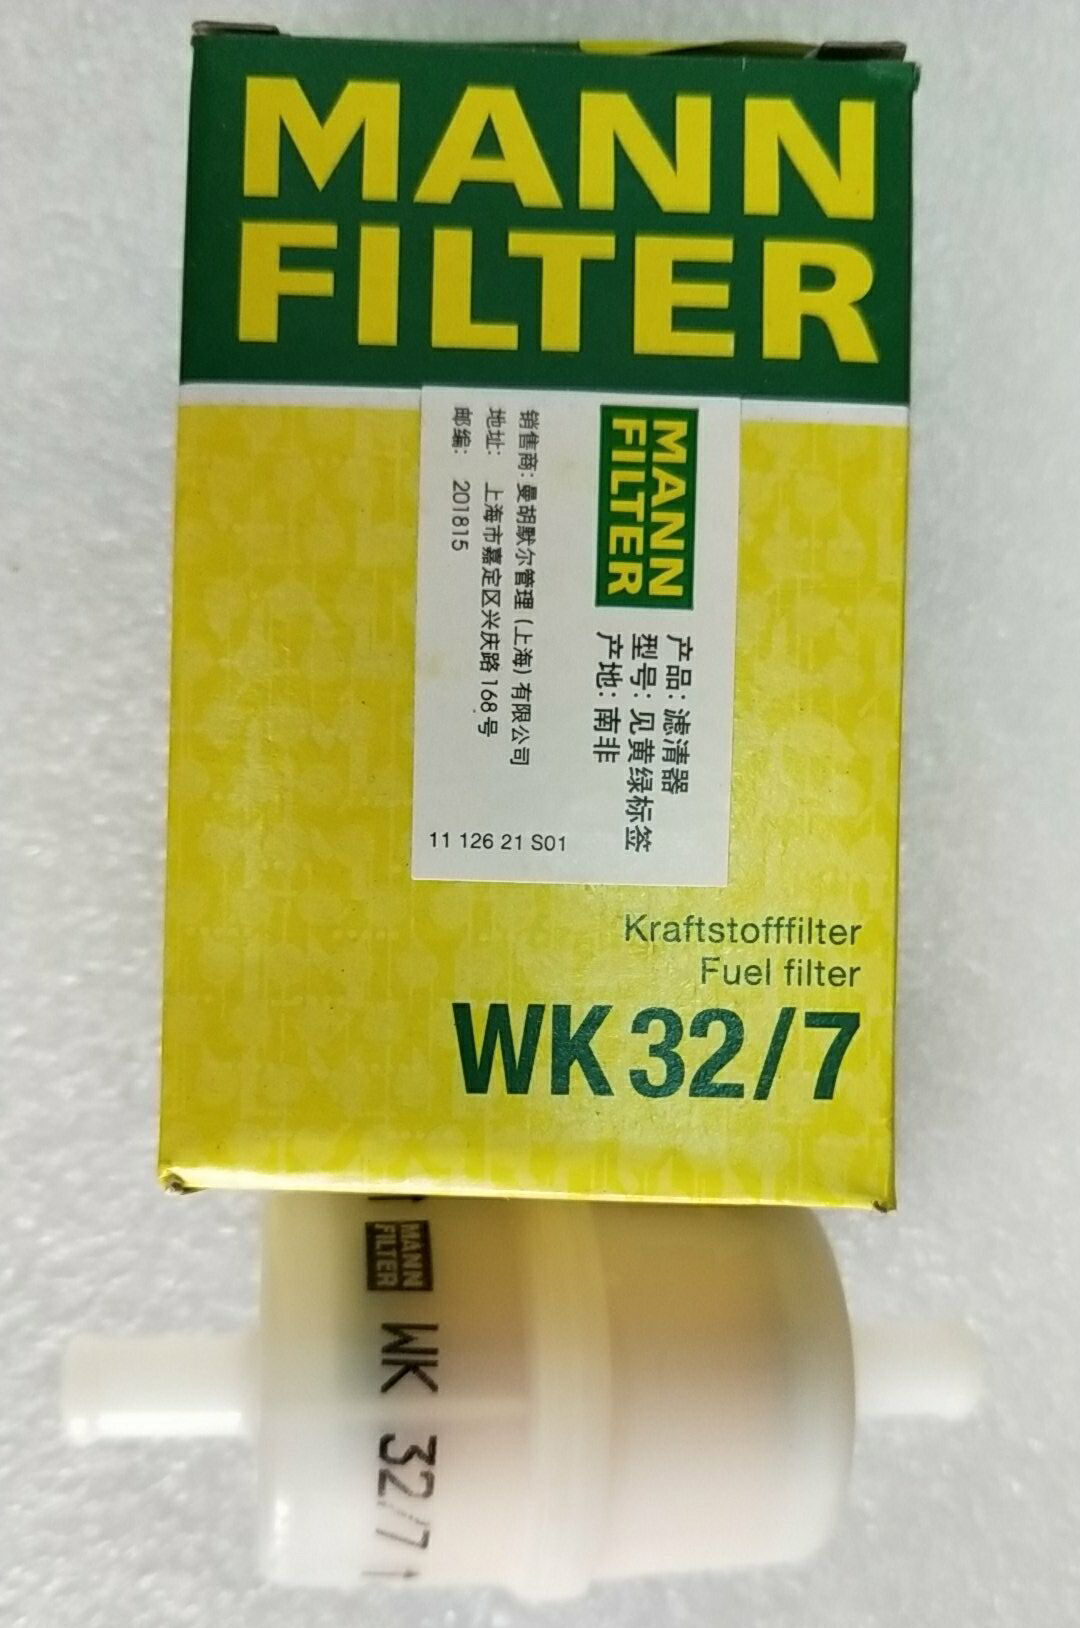 MANN
FILTER
MANN
FILTER
产品: 滤清器
型号: 见黄绿标签
产地: 南非
销售商: 曼胡默尔管理 (上海) 有限公司
地址: 上海市嘉定区兴庆路168号
邮编: 201815
11 126 21 S01
Kraftstofffilter
Fuel filter
WK 32/7
MANN
FILTER
WK 32/7